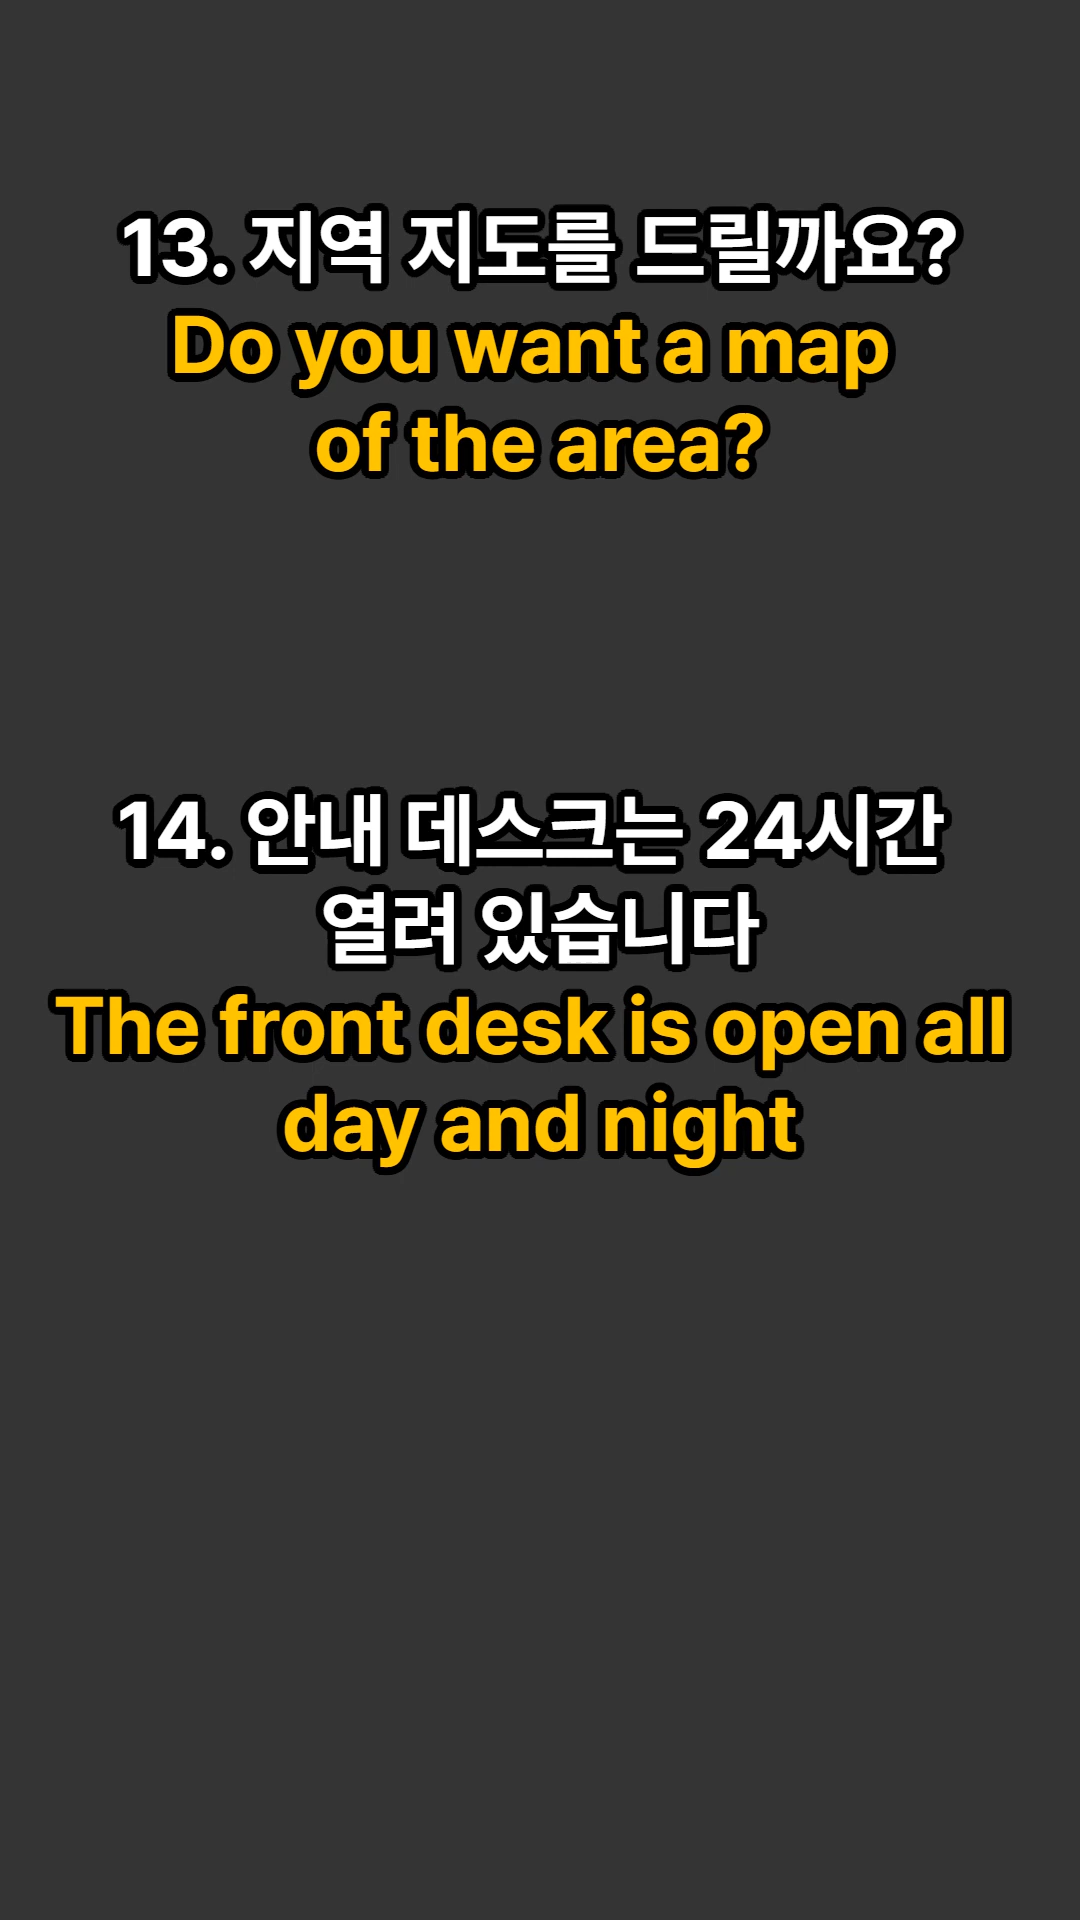 13. 지역 지도를 드릴까요?
Do you want a map
of the area?
14. 안내 데스크는 24시간
열려 있습니다
The front desk is open all
day and night